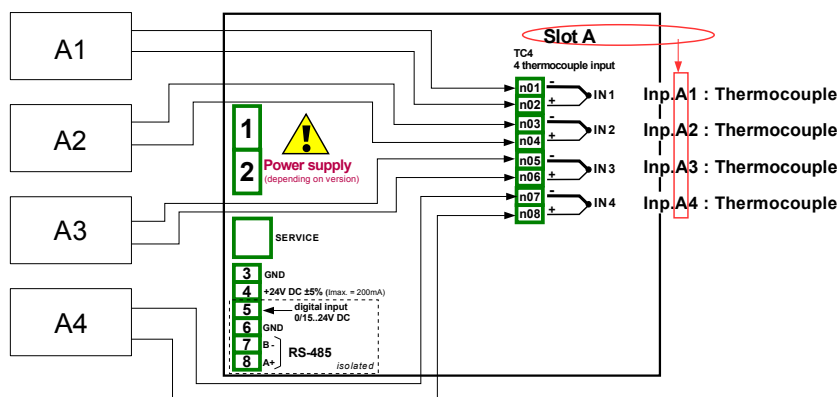 A1
A2
A3
A4
Slot A
TC4
4 thermocouple input
n01 - IN1
n02 +
n03 - IN2
n04 +
n05 - IN3
n06 +
n07 - IN4
n08 +
Inp.A1 : Thermocouple
Inp.A2 : Thermocouple
Inp.A3 : Thermocouple
Inp.A4 : Thermocouple
1
2
!
Power supply
(depending on version)
SERVICE
3 GND
4 +24V DC ±5% (Imax. = 200mA)
5 digital input
0/15..24V DC
6 GND
7 B-
8 A+
RS-485
isolated